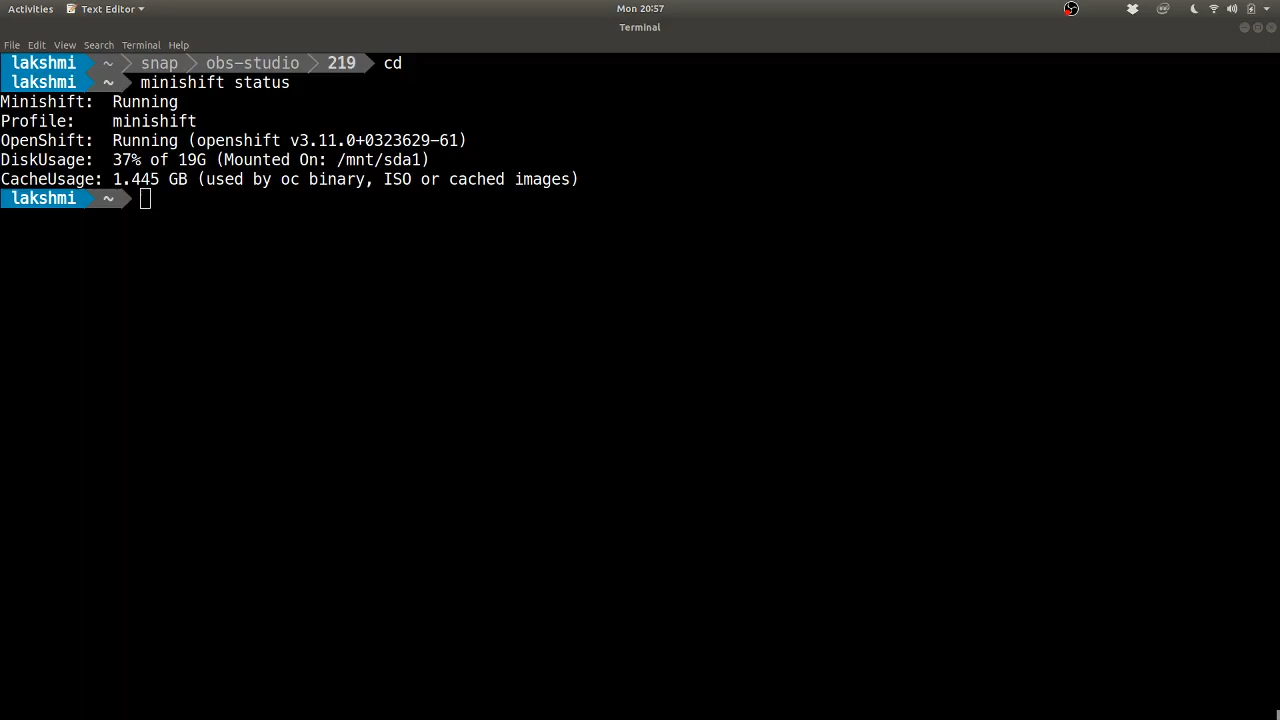 Activities Text Editor Mon 20:57
Terminal
File Edit View Search Terminal Help
lakshmi ~ snap obs-studio 219 cd
lakshmi ~ minishift status
Minishift: Running
Profile: minishift
OpenShift: Running (openshift v3.11.0+0323629-61)
DiskUsage: 37% of 19G (Mounted On: /mnt/sda1)
CacheUsage: 1.445 GB (used by oc binary, ISO or cached images)
lakshmi ~